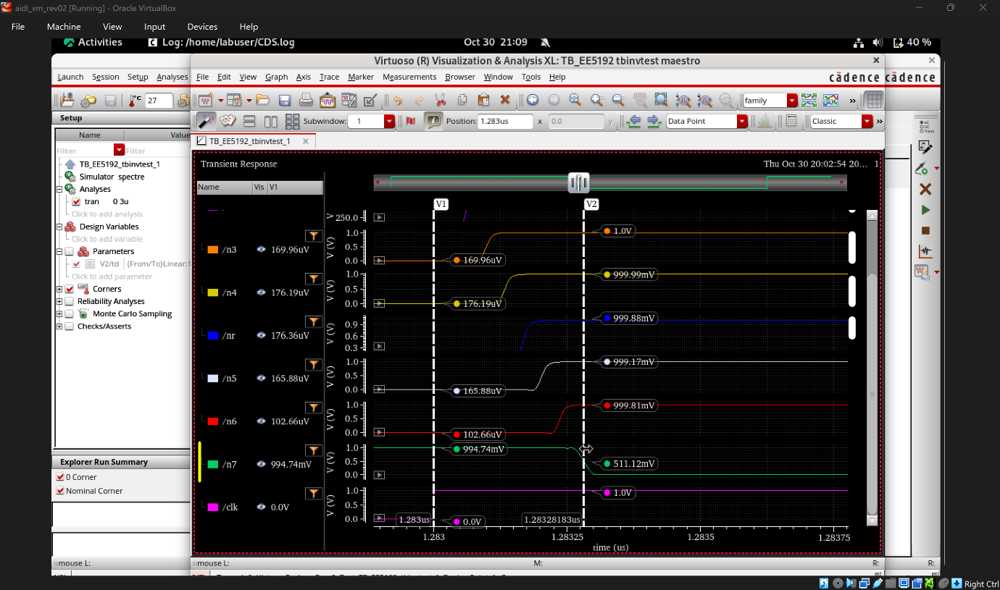 aidl_vm_rev02 [Running] - Oracle VirtualBox
File Machine View Input Devices Help
Activities Log: /home/labuser/CDS.log Oct 30 21:09 40 %
Virtuoso (R) Visualization & Analysis XL: TB_EE5192 tbinvtest maestro
Launch Session Setup Analyses
File Edit View Graph Axis Trace Marker Measurements Browser Window Tools Help
cādence cādence
27
family
Subwindow: 1 Position: 1.283us x 0.0 y Data Point Classic
Setup
Name Value
Filter Filter
TB_EE5192_tbinvtest_1
Simulator spectre
Analyses
tran 0 3u
Click to add analysis
Design Variables
Click to add variable
Parameters
V2/td {From/To}Linear:1
Click to add parameter
Corners
Reliability Analyses
Monte Carlo Sampling
Checks/Asserts
Explorer Run Summary
0 Corner
Nominal Corner
mouse L:
TB_EE5192_tbinvtest_1
Transient Response Thu Oct 30 20:02:54 20... 1
Name Vis V1
V1 V2
V 250.0
/n3 169.96uV V (V) 1.0 0.5 0.0 169.96uV 1.0V
/n4 176.19uV V (V) 1.0 0.5 0.0 176.19uV 999.99mV
/nr 176.36uV V (V) 0.9 0.6 0.3 999.88mV
/n5 165.88uV V (V) 1.0 0.5 0.0 165.88uV 999.17mV
/n6 102.66uV V (V) 1.0 0.5 0.0 102.66uV 999.81mV
/n7 994.74mV V (V) 1.0 0.5 0.0 994.74mV 511.12mV
/clk 0.0V V (V) 1.0 0.5 0.0 0.0V 1.0V
1.283us 1.28328183us
1.283 1.28325 1.2835 1.28375
time (us)
mouse L: M: R:
R:
AC
DC
Trans
Right Ctrl